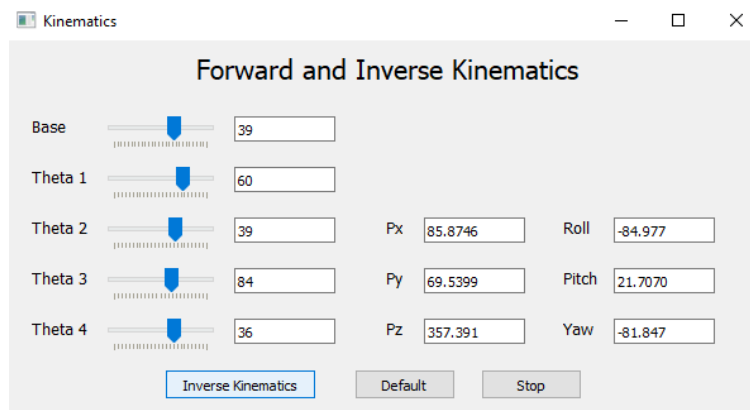 Kinematics
Forward and Inverse Kinematics
Base 39
Theta 1 60
Theta 2 39 Px 85.8746 Roll -84.977
Theta 3 84 Py 69.5399 Pitch 21.7070
Theta 4 36 Pz 357.391 Yaw -81.847
Inverse Kinematics Default Stop